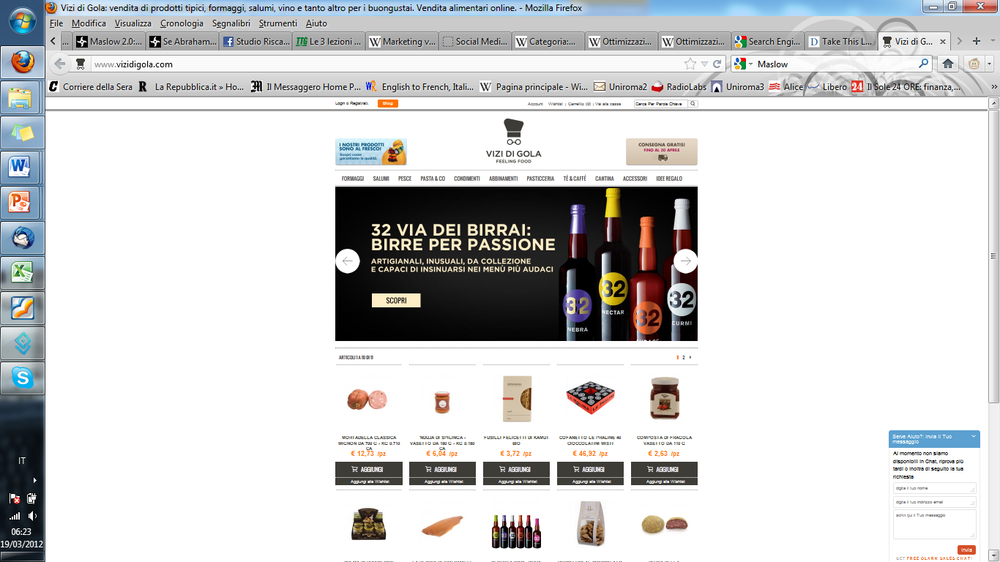 Vizi di Gola: vendita di prodotti tipici, formaggi, salumi, vino e tanto altro per i buongustai. Vendita alimentari online. - Mozilla Firefox
File Modifica Visualizza Cronologia Segnalibri Strumenti Aiuto
... Maslow 2.0:... Se Abraham... Studio Risca... Le 3 lezioni ... Marketing v... Social Medi... Categoria:... Ottimizzazi... Ottimizzazi... Search Engi... Take This L... Vizi di G...
www.vizidigola.com
Maslow
Corriere della Sera La Repubblica.it » Ho... Il Messaggero Home P... English to French, Itali... Pagina principale - Wi... Uniroma2 RadioLabs Uniroma3 Alice Libero Il Sole 24 ORE: finanza,...
Login o Registrati. Blog Account Wishlist | Carrello (0) | Vai alla cassa Cerca Per Parola Chiave
I NOSTRI PRODOTTI
SONO AL FRESCO!
Scopri come
garantiamo la qualità.
VIZI DI GOLA
FEELING FOOD
CONSEGNA GRATIS!
FINO AL 30 APRILE
FORMAGGI SALUMI PESCE PASTA & CO CONDIMENTI ABBINAMENTI PASTICCERIA TÈ & CAFFÈ CANTINA ACCESSORI IDEE REGALO
32 VIA DEI BIRRAI:
BIRRE PER PASSIONE
ARTIGIANALI, INUSUALI, DA COLLEZIONE
E CAPACI DI INSINUARSI NEI MENÙ PIÙ AUDACI
SCOPRI
32 NEBRA
32 NECTAR
32
32 CURMI
ARTICOLI 1 A 10 DI 11 1 2
MORTADELLA CLASSICA
MIGNON DA 700 G - KG 0.710
CA
€ 12,73 /pz
AGGIUNGI
Aggiungi alla Wishlist
'NDUJA DI SPILINGA -
VASETTO DA 180 G - KG 0.180
CA
€ 6,04 /pz
AGGIUNGI
Aggiungi alla Wishlist
FUSILLI FELICETTI DI KAMUT
BIO
€ 3,72 /pz
AGGIUNGI
Aggiungi alla Wishlist
COFANETTO LE PRALINE 40
CIOCCOLATINI MISTI
€ 46,92 /pz
AGGIUNGI
Aggiungi alla Wishlist
COMPOSTA DI FRAGOLA
VASETTO DA 110 G
€ 2,63 /pz
AGGIUNGI
Aggiungi alla Wishlist
Serve Aiuto?: Invia Il Tuo
messaggio
Al momento non siamo
disponibili in Chat, riprova più
tardi o inoltra di seguito la tua
richiesta
digita il tuo nome
digita il tuo indirizzo email
scrivi qui il Tuo messaggio
Invia
GET FREE OLARK SALES CHAT!
IT
06:23
19/03/2012